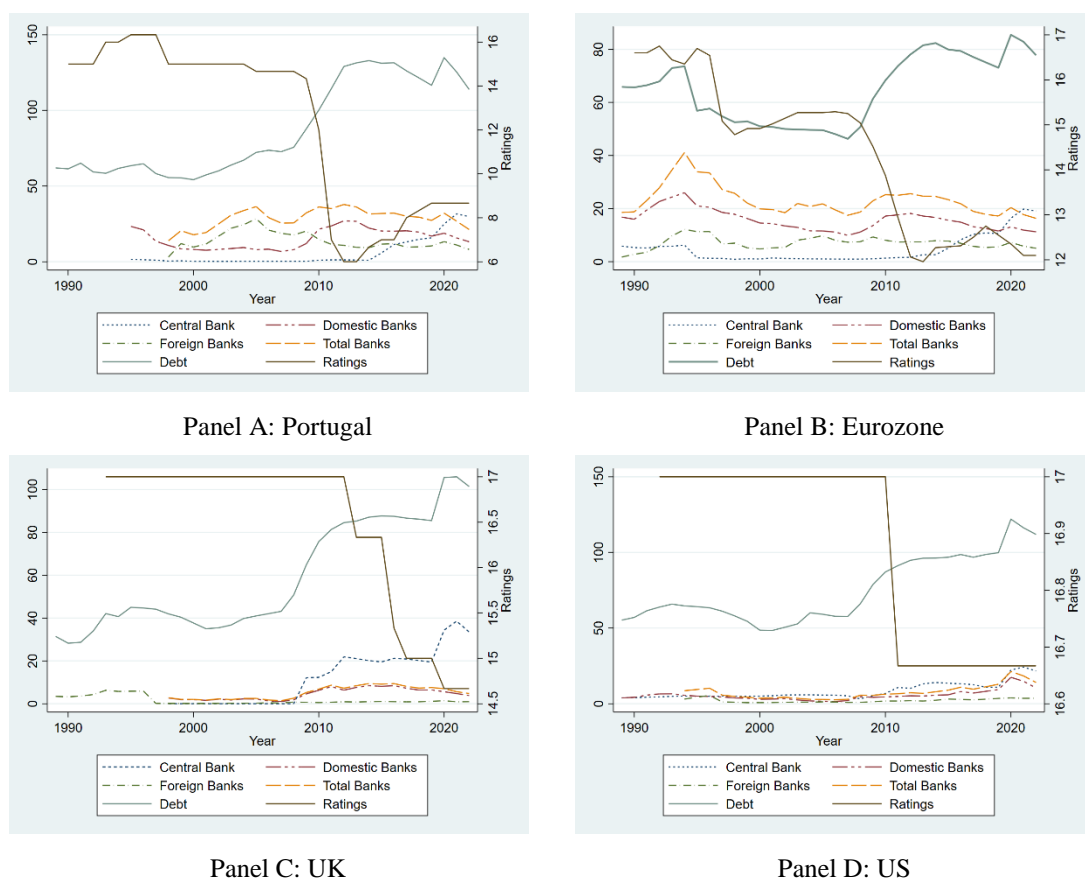 150
100
50
0
16
14
12
10
8
6
Ratings
1990
2000
2010
2020
Year
Central Bank
Domestic Banks
Foreign Banks
Total Banks
Debt
Ratings
Panel A: Portugal
80
60
40
20
0
17
16
15
14
13
12
Ratings
1990
2000
2010
2020
Year
Central Bank
Domestic Banks
Foreign Banks
Total Banks
Debt
Ratings
Panel B: Eurozone
100
80
60
40
20
0
17
16.5
16
15.5
15
14.5
Ratings
1990
2000
2010
2020
Year
Central Bank
Domestic Banks
Foreign Banks
Total Banks
Debt
Ratings
Panel C: UK
150
100
50
0
17
16.9
16.8
16.7
16.6
Ratings
1990
2000
2010
2020
Year
Central Bank
Domestic Banks
Foreign Banks
Total Banks
Debt
Ratings
Panel D: US